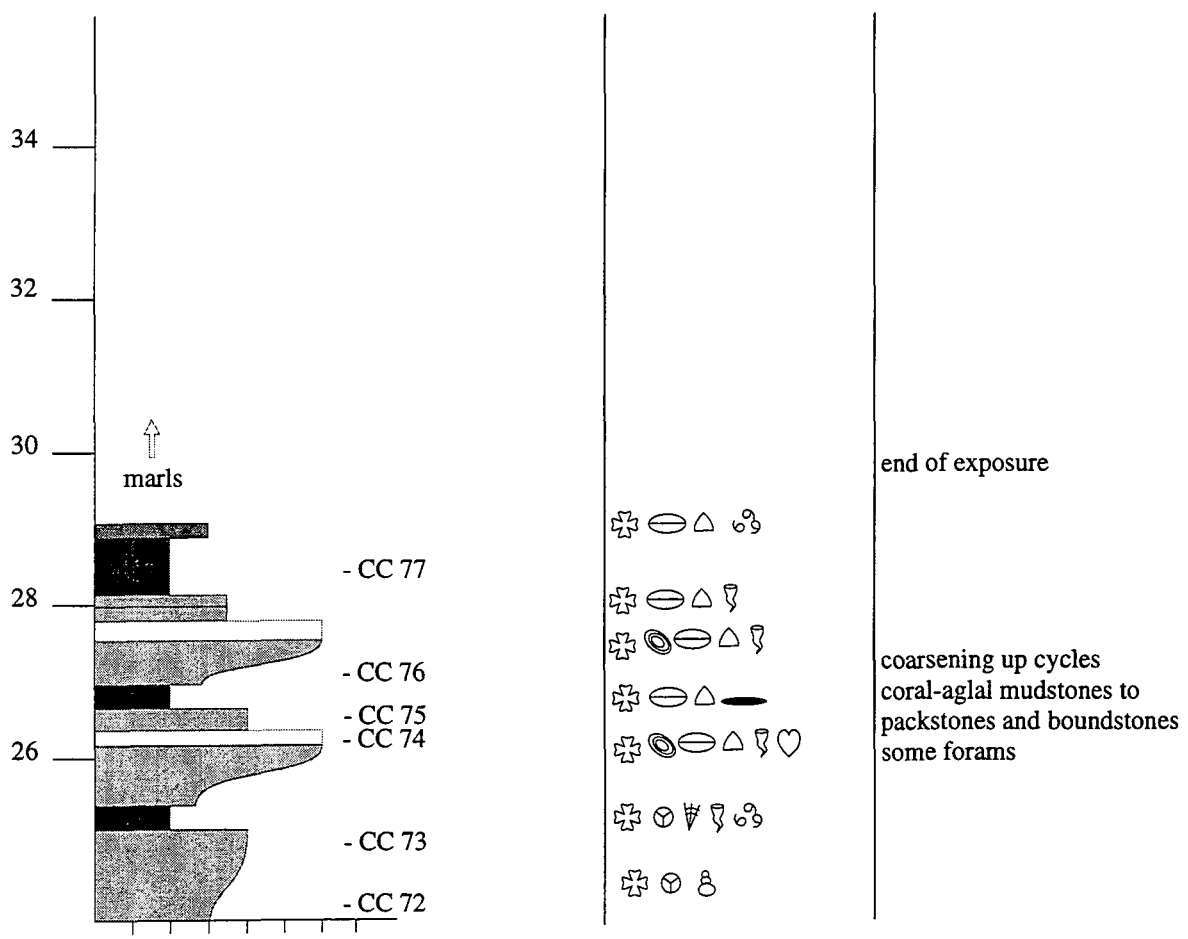 34
32
30
marls
end of exposure
- CC 77
28
coarsening up cycles
- CC 76
coral-aglal mudstones to
- CC 75
packstones and boundstones
- CC 74
26
some forams
- CC 73
- CC 72